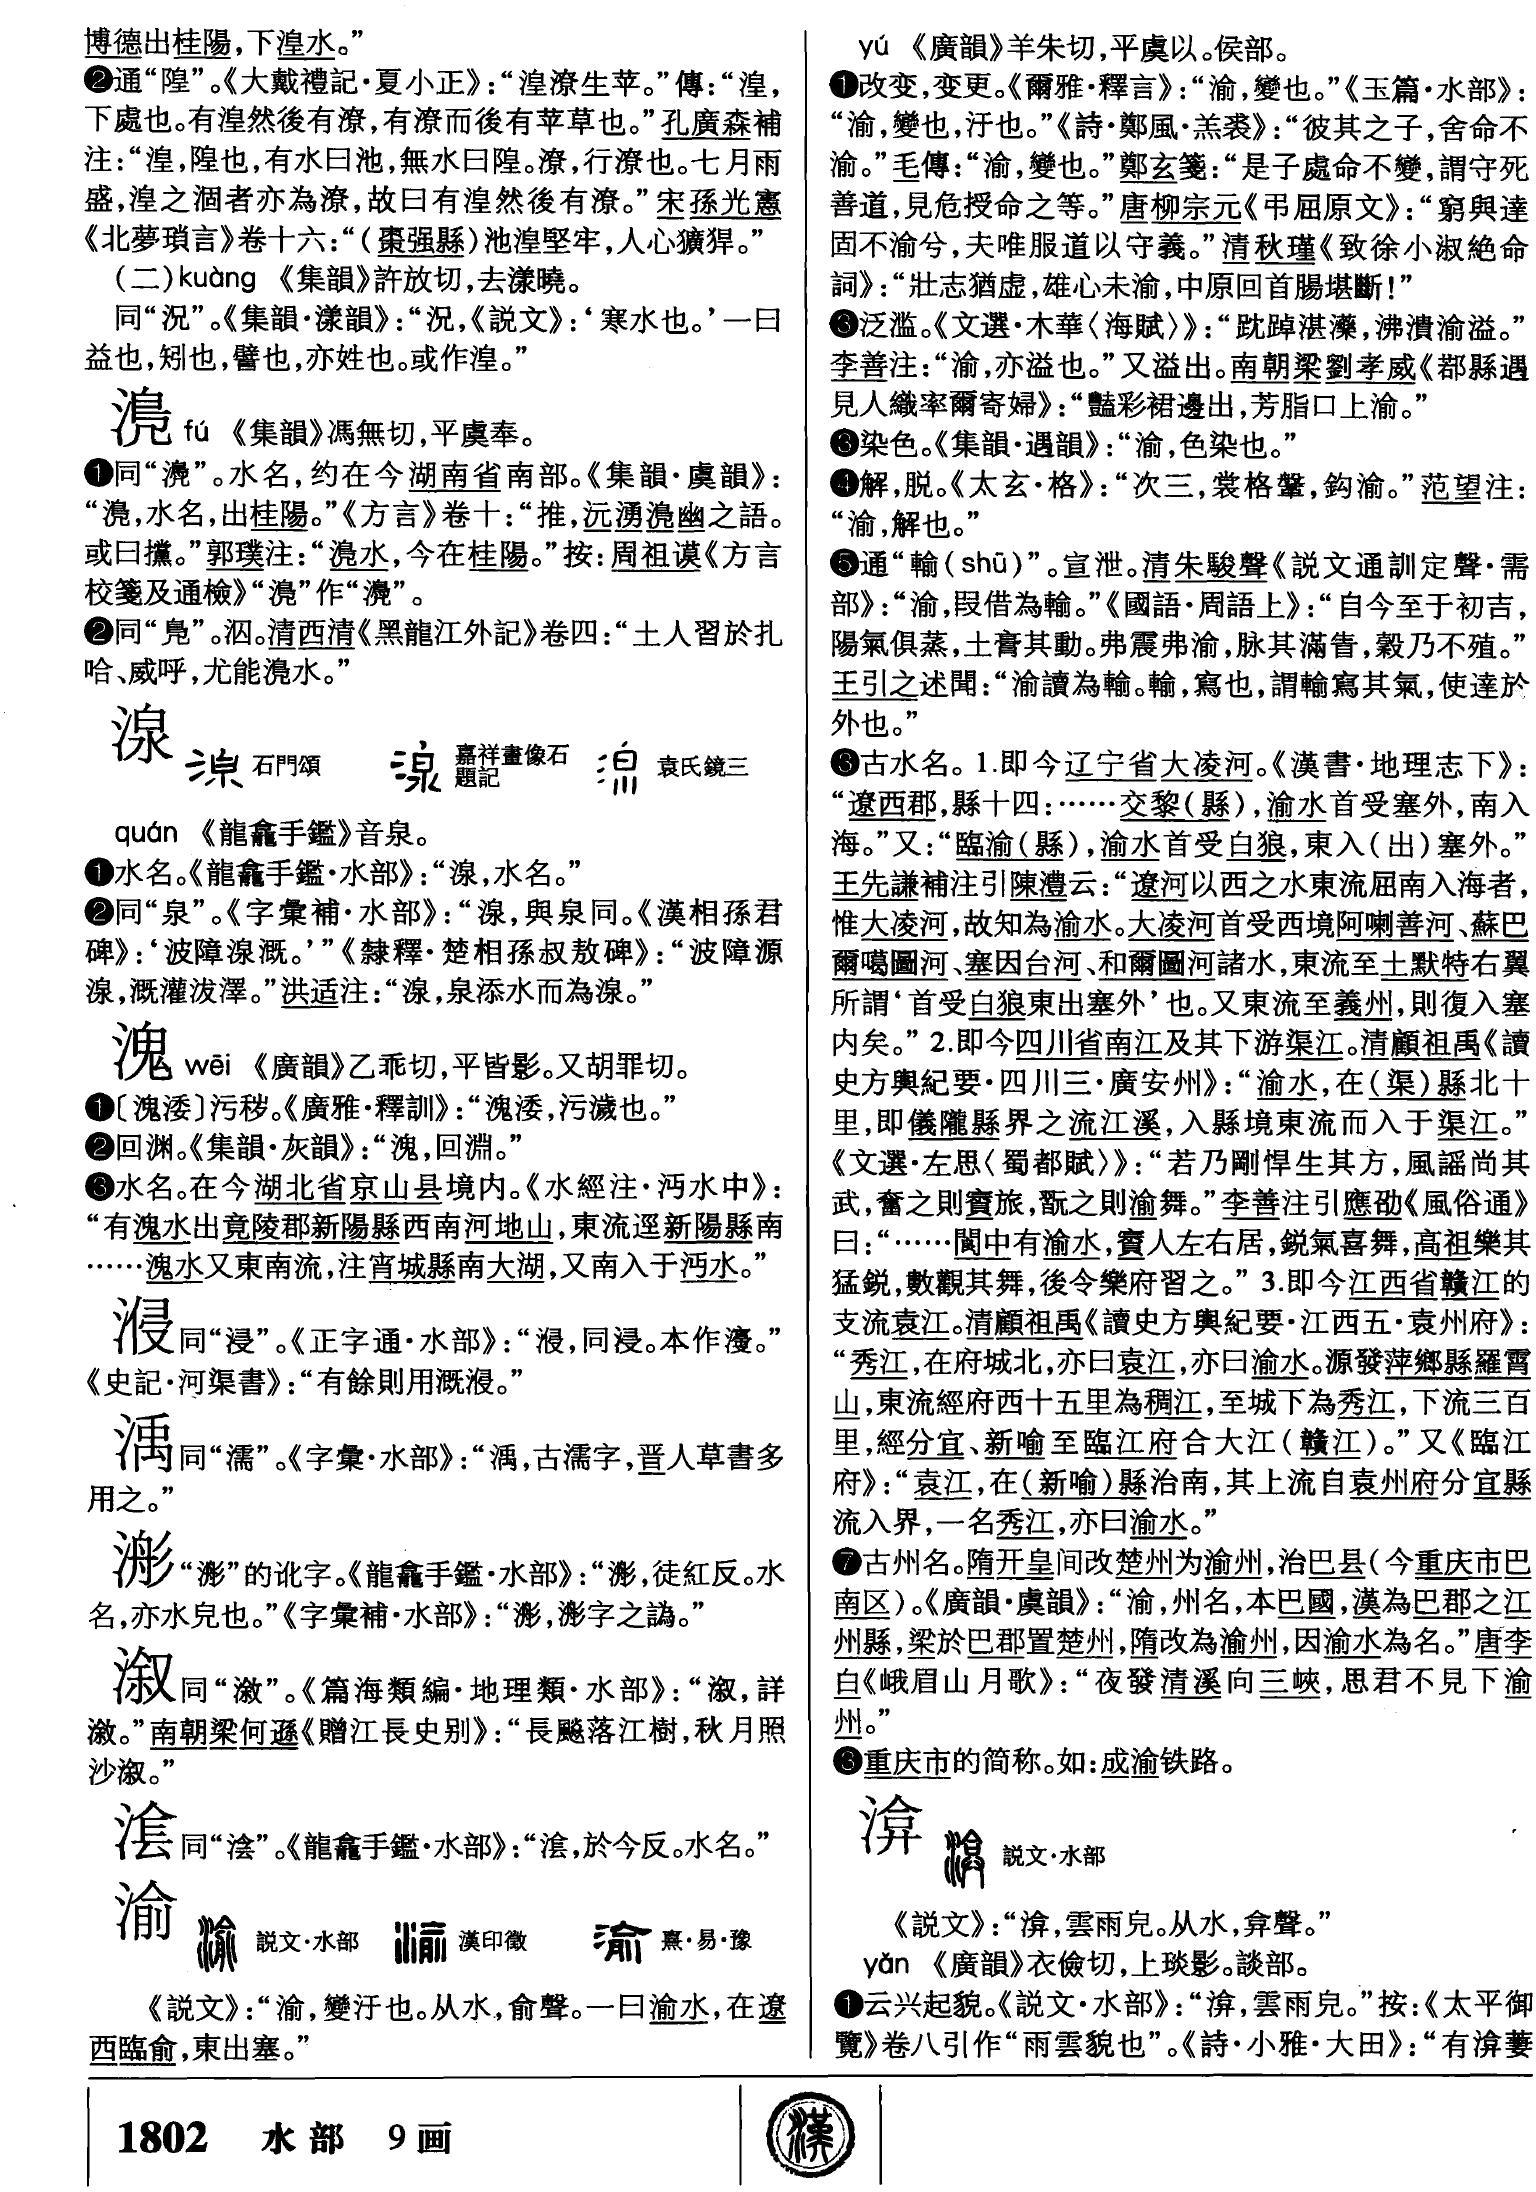 博德出桂陽，下湟水。”
❷通“隍”。《大戴禮記·夏小正》：“湟潦生苹。”傳：“湟，
下處也。有湟然後有潦，有潦而後有苹草也。”孔廣森補
注：“湟，隍也，有水曰池，無水曰隍。潦，行潦也。七月雨
盛，湟之涸者亦為潦，故曰有湟然後有潦。”宋孫光憲
《北夢瑣言》卷十六：“（棗强縣）池湟堅牢，人心獷猂。”
（二）kuàng 《集韻》許放切，去漾曉。
同“況”。《集韻·漾韻》：“況，《説文》：‘寒水也。’一曰
益也，矧也，譬也，亦姓也。或作湟。”
fú 《集韻》馮無切，平虞奉。
❶同“”。水名，约在今湖南省南部。《集韻·虞韻》：
“，水名，出桂陽。”《方言》卷十：“推，沅湧幽之語。
或曰攩。”郭璞注：“水，今在桂陽。”按：周祖谟《方言
校箋及通檢》“”作“”。
❷同“鳧”。泅。清西清《黑龍江外記》卷四：“土人習於扎
哈、威呼，尤能水。”
湶 石門頌 嘉祥畫像石題記 袁氏鏡三
quán 《龍龕手鑑》音泉。
❶水名。《龍龕手鑑·水部》：“湶，水名。”
❷同“泉”。《字彙補·水部》：“湶，與泉同。《漢相孫君
碑》：‘波障湶溉。’”《隸釋·楚相孫叔敖碑》：“波障源
湶，溉灌泼澤。”洪适注：“湶，泉添水而為湶。”
溾 wēi 《廣韻》乙乖切，平皆影。又胡罪切。
❶〔溾涹〕污秽。《廣雅·釋訓》：“溾涹，污濊也。”
❷回渊。《集韻·灰韻》：“溾，回淵。”
❸水名。在今湖北省京山县境内。《水經注·沔水中》：
“有溾水出竟陵郡新陽縣西南河地山，東流逕新陽縣南
……溾水又東南流，注宵城縣南大湖，又南入于沔水。”
同“浸”。《正字通·水部》：“，同浸。本作濅。”
《史記·河渠書》：“有餘則用溉。”
同“濡”。《字彙·水部》：“，古濡字，晋人草書多
用之。”
“”的讹字。《龍龕手鑑·水部》：“，徒紅反。水
名，亦水皃也。”《字彙補·水部》：“，字之譌。”
溆同“漵”。《篇海類編·地理類·水部》：“溆，詳
漵。”南朝梁何遜《贈江長史别》：“長飈落江樹，秋月照
沙溆。”
同“淦”。《龍龕手鑑·水部》：“，於今反。水名。”
渝 説文·水部 漢印徵 熹·易·豫
《説文》：“渝，變汙也。从水，俞聲。一曰渝水，在遼
西臨俞，東出塞。”
yú 《廣韻》羊朱切，平虞以。侯部。
❶改变，变更。《爾雅·釋言》：“渝，變也。”《玉篇·水部》：
“渝，變也，汙也。”《詩·鄭風·羔裘》：“彼其之子，舍命不
渝。”毛傳：“渝，變也。”鄭玄箋：“是子處命不變，謂守死
善道，見危授命之等。”唐柳宗元《弔屈原文》：“窮與達
固不渝兮，夫唯服道以守義。”清秋瑾《致徐小淑絶命
詞》：“壯志猶虚，雄心未渝，中原回首腸堪斷！”
❷泛滥。《文選·木華〈海賦〉》：“㳀踔湛藻，沸潰渝溢。”
李善注：“渝，亦溢也。”又溢出。南朝梁劉孝威《鄀縣遇
見人織率爾寄婦》：“豔彩裾邊出，芳脂口上渝。”
❸染色。《集韻·遇韻》：“渝，色染也。”
❹解，脱。《太玄·格》：“次三，裳格鞶，鈎渝。”范望注：
“渝，解也。”
❺通“輸（shū）”。宣泄。清朱駿聲《説文通訓定聲·需
部》：“渝，叚借為輸。”《國語·周語上》：“自今至于初吉，
陽氣俱蒸，土膏其動。弗震弗渝，脉其滿眚，穀乃不殖。”
王引之述聞：“渝讀為輸。輸，寫也，謂輸寫其氣，使達於
外也。”
❻古水名。1.即今辽宁省大凌河。《漢書·地理志下》：
“遼西郡，縣十四：……交黎（縣），渝水首受塞外，南入
海。”又：“臨渝（縣），渝水首受白狼，東入（出）塞外。”
王先謙補注引陳澧云：“遼河以西之水東流屈南入海者，
惟大凌河，故知為渝水。大凌河首受西境阿喇善河、蘇巴
爾噶圖河、塞因台河、和爾圖河諸水，東流至土默特右翼
所謂‘首受白狼東出塞外’也。又東流至義州，則復入塞
内矣。”2.即今四川省南江及其下游渠江。清顧祖禹《讀
史方輿紀要·四川三·廣安州》：“渝水，在（渠）縣北十
里，即儀隴縣界之流江溪，入縣境東流而入于渠江。”
《文選·左思〈蜀都賦〉》：“若乃剛悍生其方，風謡尚其
武，奮之則賨旅，翫之則渝舞。”李善注引應劭《風俗通》
曰：“……閬中有渝水，賨人左右居，鋭氣喜舞，高祖樂其
猛鋭，數觀其舞，後令樂府習之。”3.即今江西省赣江的
支流袁江。清顧祖禹《讀史方輿紀要·江西五·袁州府》：
“秀江，在府城北，亦曰袁江，亦曰渝水。源發萍鄉縣羅霄
山，東流經府西十五里為稠江，至城下為秀江，下流三百
里，經分宜、新喻至臨江府合大江（贛江）。”又《臨江
府》：“袁江，在（新喻）縣治南，其上流自袁州府分宜縣
流入界，一名秀江，亦曰渝水。”
❼古州名。隋开皇间改楚州为渝州，治巴县（今重庆市巴
南区）。《廣韻·虞韻》：“渝，州名，本巴國，漢為巴郡之江
州縣，梁於巴郡置楚州，隋改為渝州，因渝水為名。”唐李
白《峨眉山月歌》：“夜發清溪向三峽，思君不見下渝
州。”
❽重庆市的简称。如：成渝铁路。
渰 説文·水部
《説文》：“渰，雲雨皃。从水，弇聲。”
yǎn 《廣韻》衣儉切，上琰影。談部。
❶云兴起貌。《説文·水部》：“渰，雲雨皃。”按：《太平御
覽》卷八引作“雨雲貌也”。《詩·小雅·大田》：“有渰萋
1802 水部 9画
漢